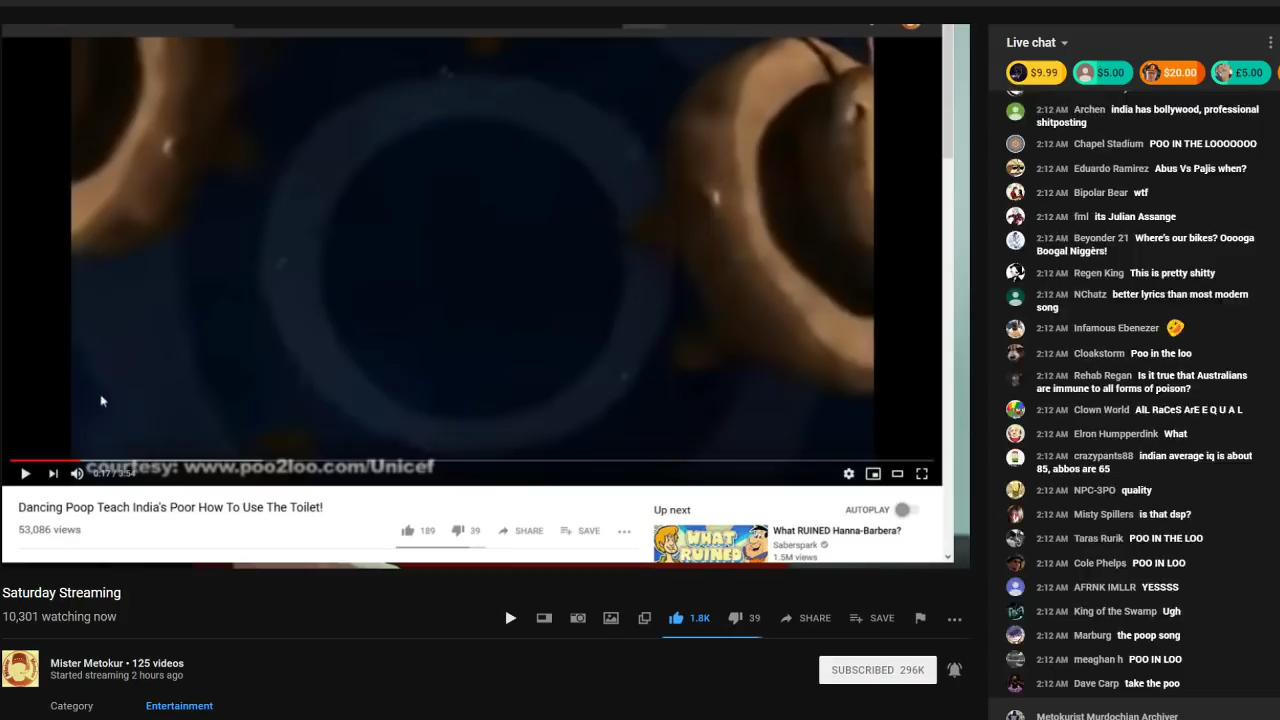 Live chat
$9.99
$5.00
$20.00
£5.00
2:12 AM Archen india has bollywood, professional
shitposting
2:12 AM Chapel Stadium POO IN THE LOOOOOOO
2:12 AM Eduardo Ramirez Abus Vs Pajis when?
2:12 AM Bipolar Bear wtf
2:12 AM fml its Julian Assange
2:12 AM Beyonder 21 Where's our bikes? Ooooga
Boogal Niggèrs!
2:12 AM Regen King This is pretty shitty
2:12 AM NChatz better lyrics than most modern
song
2:12 AM Infamous Ebenezer
2:12 AM Cloakstorm Poo in the loo
2:12 AM Rehab Regan Is it true that Australians
are immune to all forms of poison?
2:12 AM Clown World AlL RaCeS ArE E Q U A L
2:12 AM Elron Humpperdink What
2:12 AM crazypants88 indian average iq is about
85, abbos are 65
2:12 AM NPC-3PO quality
2:12 AM Misty Spillers is that dsp?
2:12 AM Taras Rurik POO IN THE LOO
2:12 AM Cole Phelps POO IN LOO
2:12 AM AFRNK IMLLR YESSSS
2:12 AM King of the Swamp Ugh
2:12 AM Marburg the poop song
2:12 AM meaghan h POO IN LOO
2:12 AM Dave Carp take the poo
Metokurist Murdochian Archiver
courtesy: www.poo2loo.com/Unicef
0:17 / 3:54
Dancing Poop Teach India's Poor How To Use The Toilet!
53,086 views
189
39
SHARE
SAVE
Up next
AUTOPLAY
WHAT
RUINED
What RUINED Hanna-Barbera?
Saberspark
1.5M views
Saturday Streaming
10,301 watching now
1.8K
39
SHARE
SAVE
Mister Metokur • 125 videos
Started streaming 2 hours ago
SUBSCRIBED 296K
Category
Entertainment